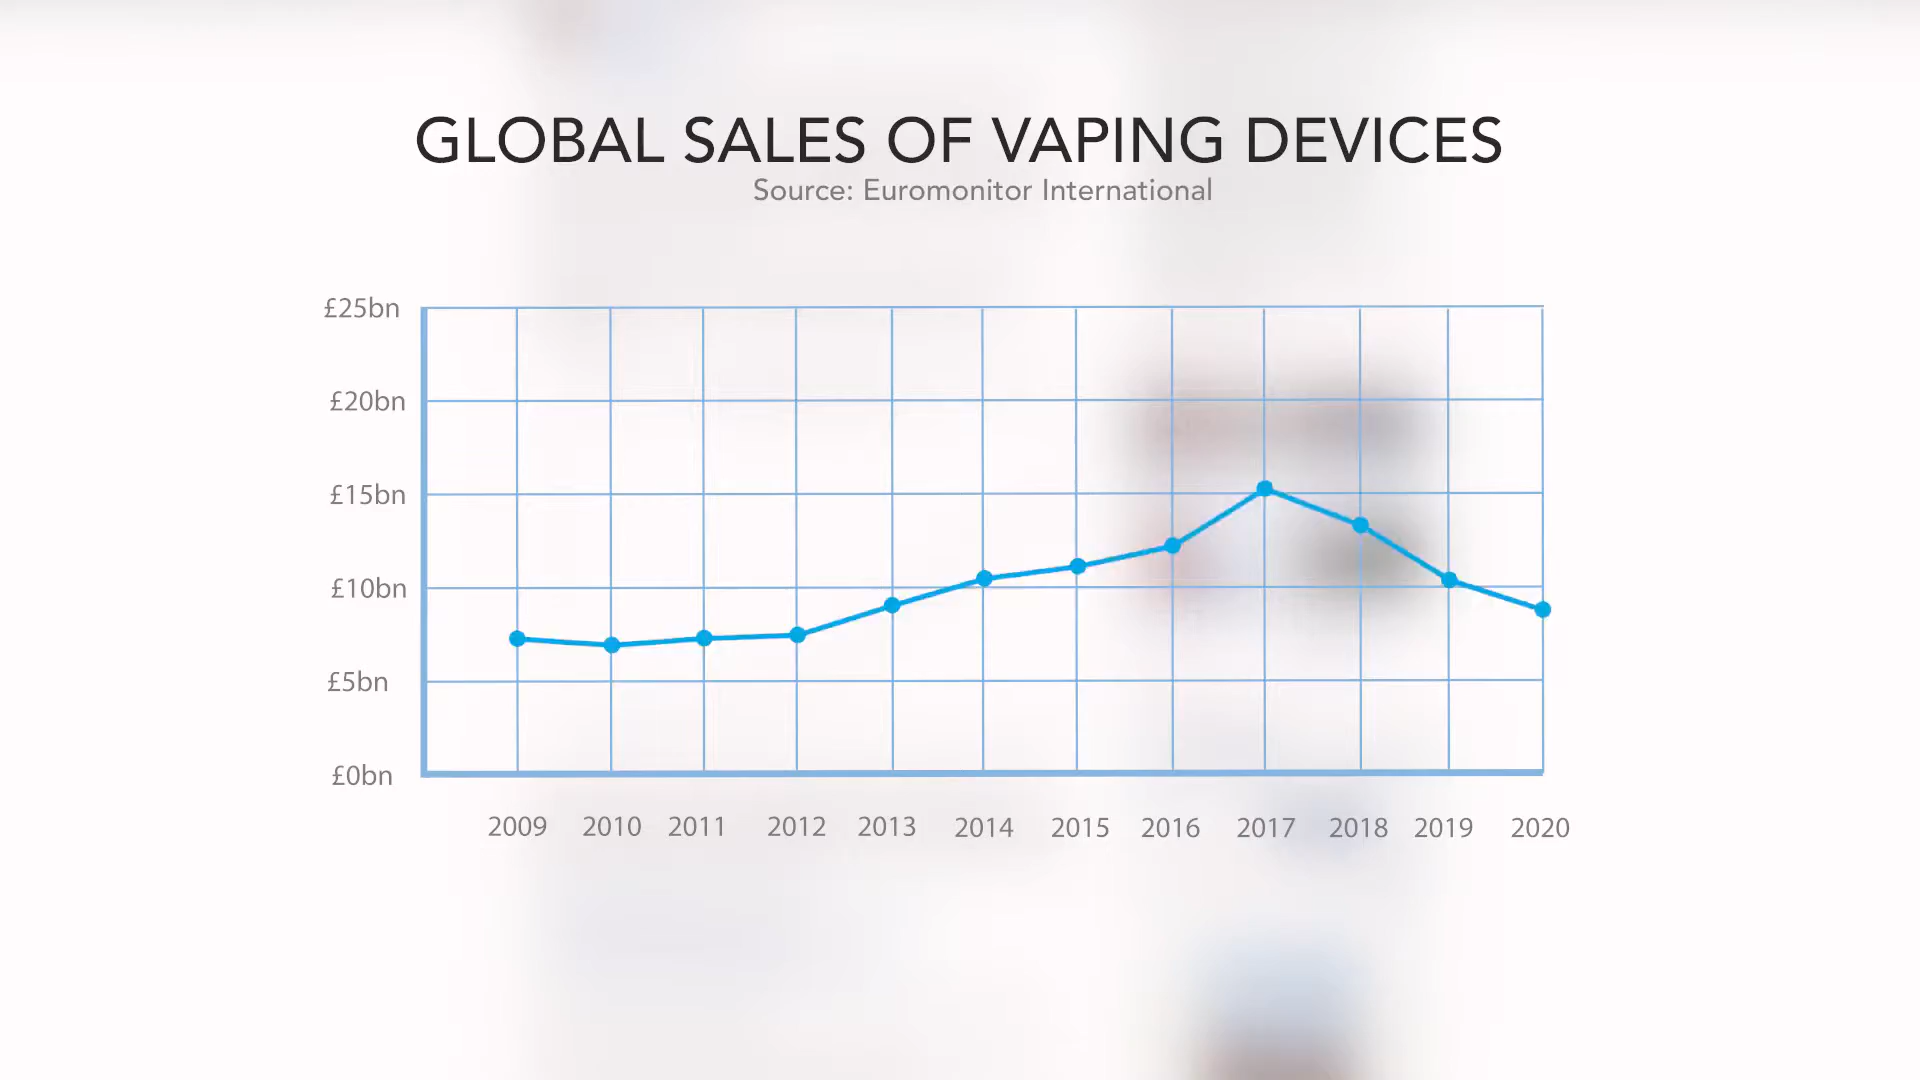 GLOBAL SALES OF VAPING DEVICES
Source: Euromonitor International
£25bn
£20bn
£15bn
£10bn
£5bn
£0bn
2009 2010 2011 2012 2013 2014 2015 2016 2017 2018 2019 2020